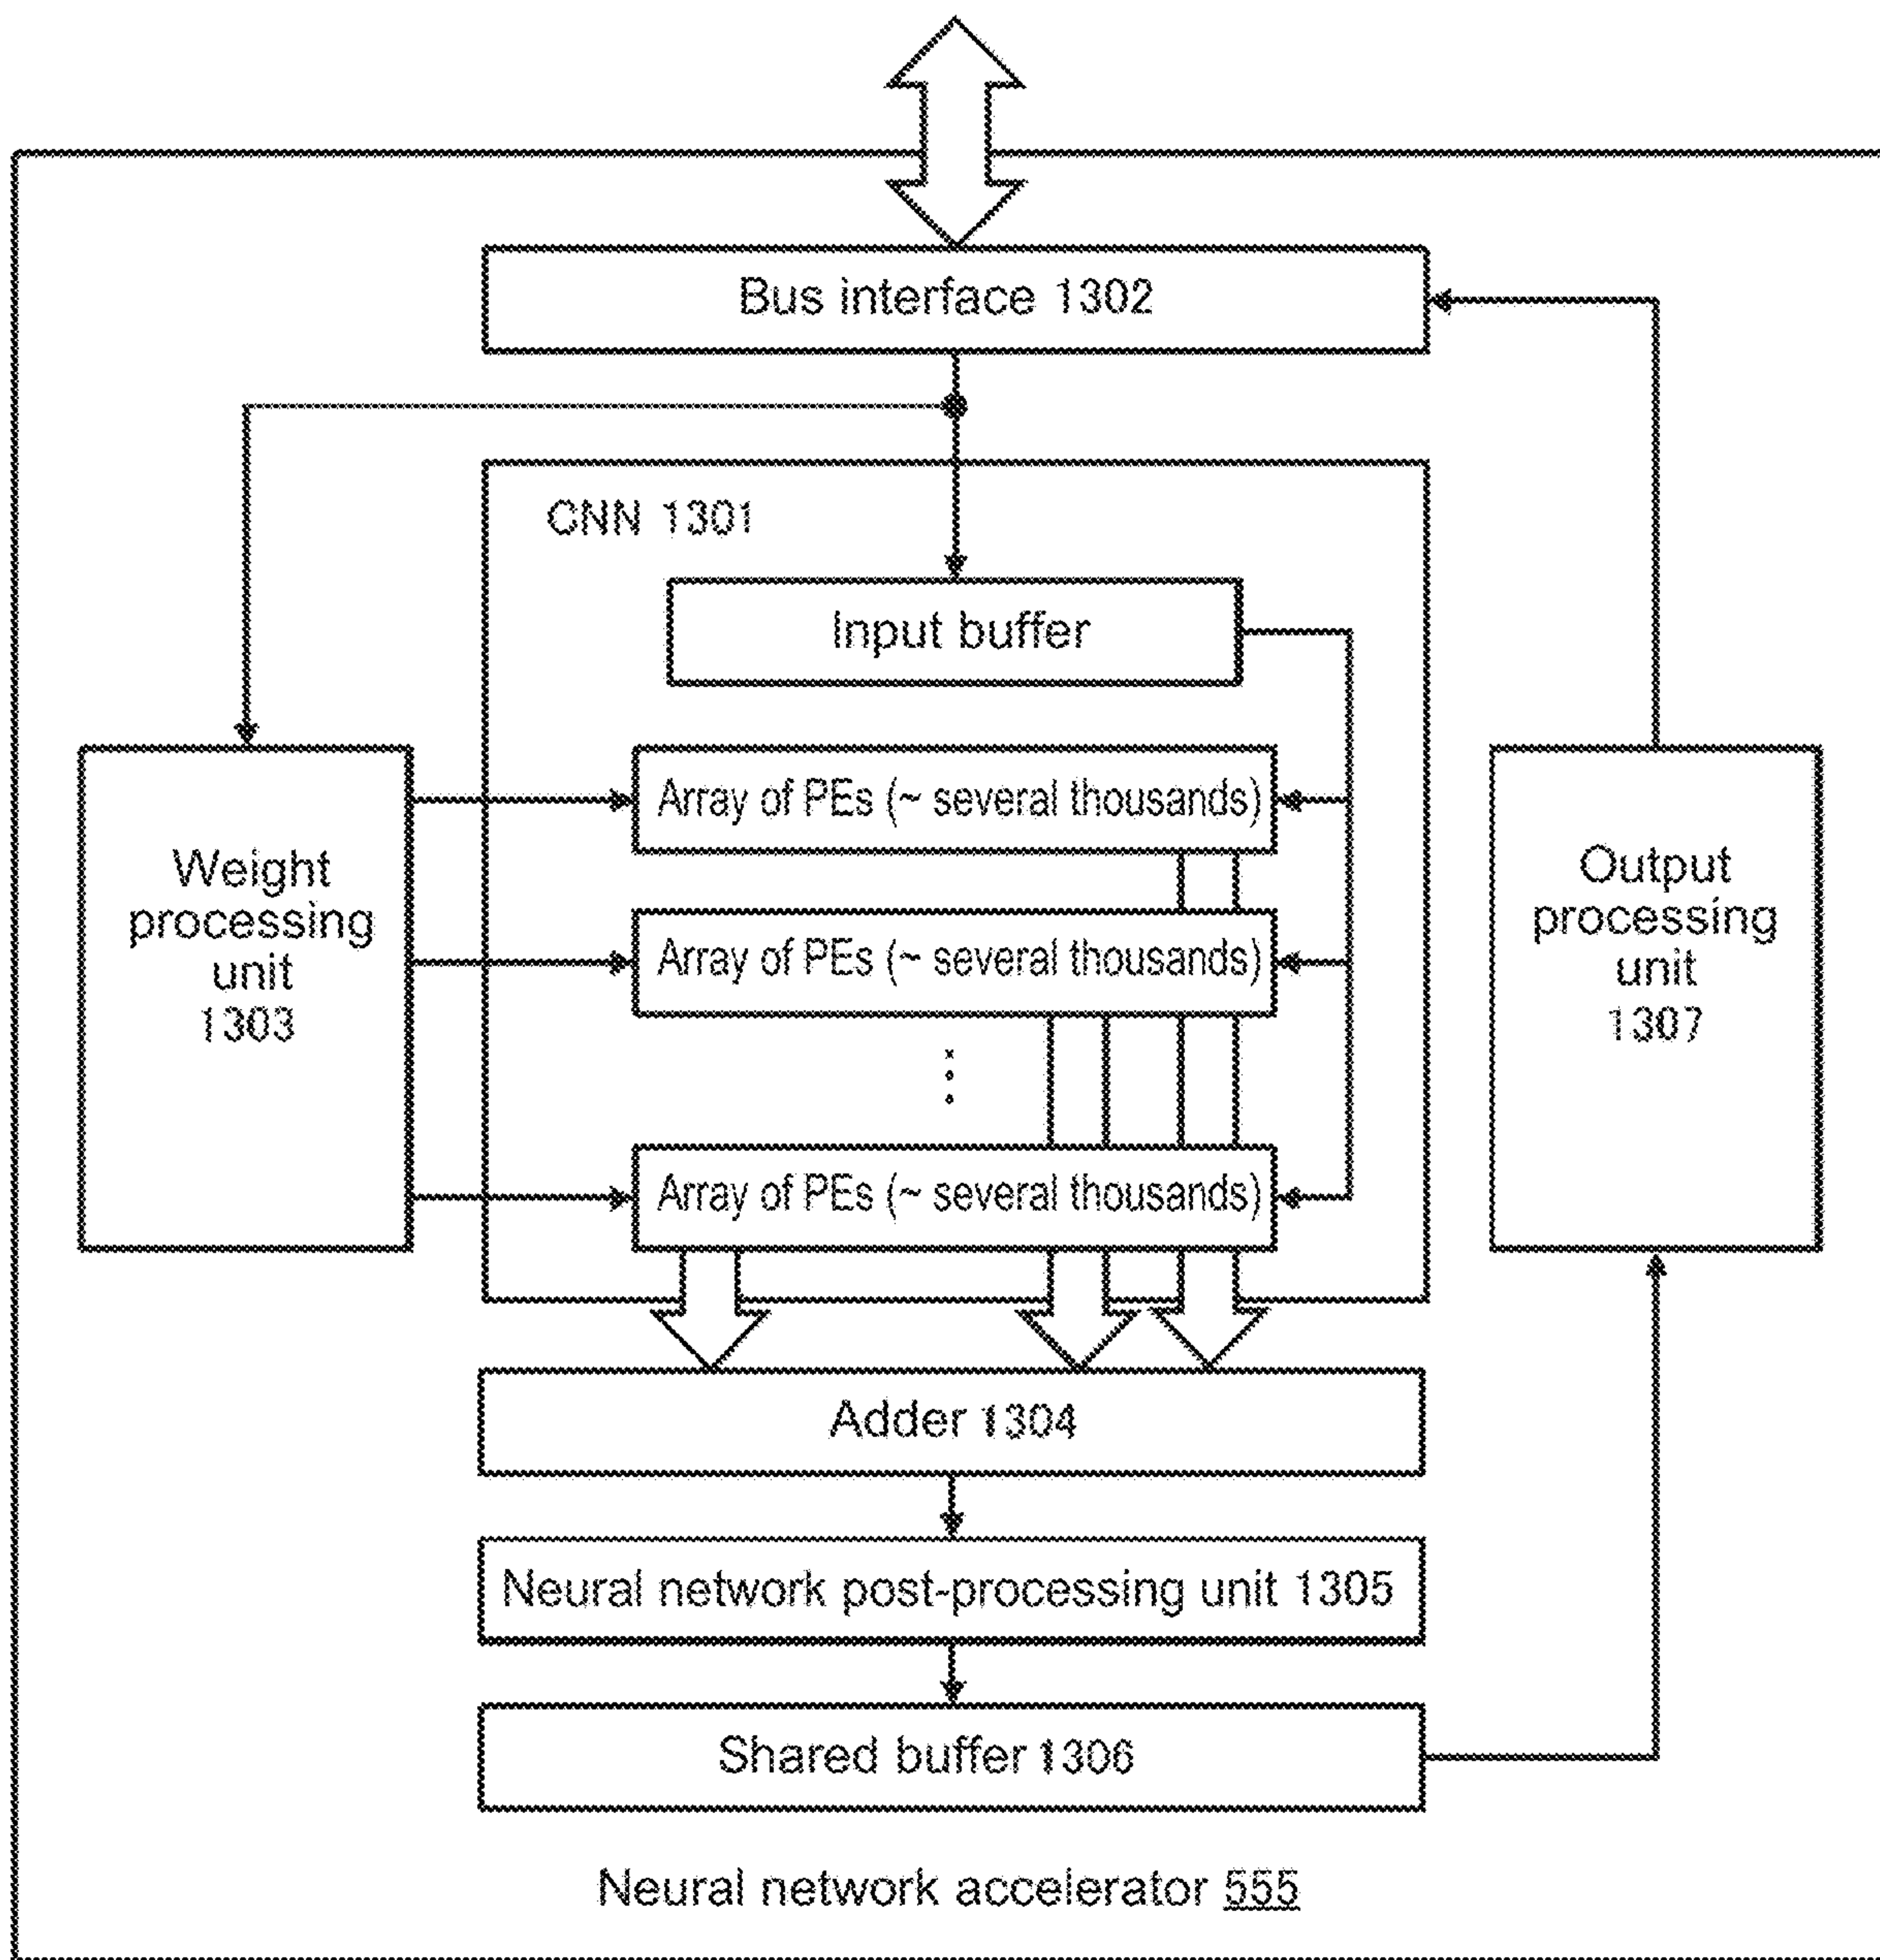 Bus interface 1302
CNN 1301
Input buffer
Array of PEs (~ several thousands)
Array of PEs (~ several thousands)
Array of PEs (~ several thousands)
Weight
processing
unit
1303
Output
processing
unit
1307
Adder 1304
Neural network post-processing unit 1305
Shared buffer 1306
Neural network accelerator 555